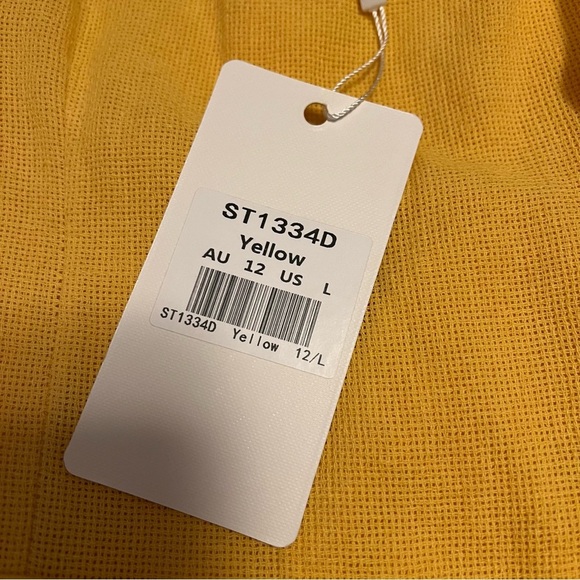 ST1334D
Yellow
AU 12 US L
ST1334D Yellow 12/L